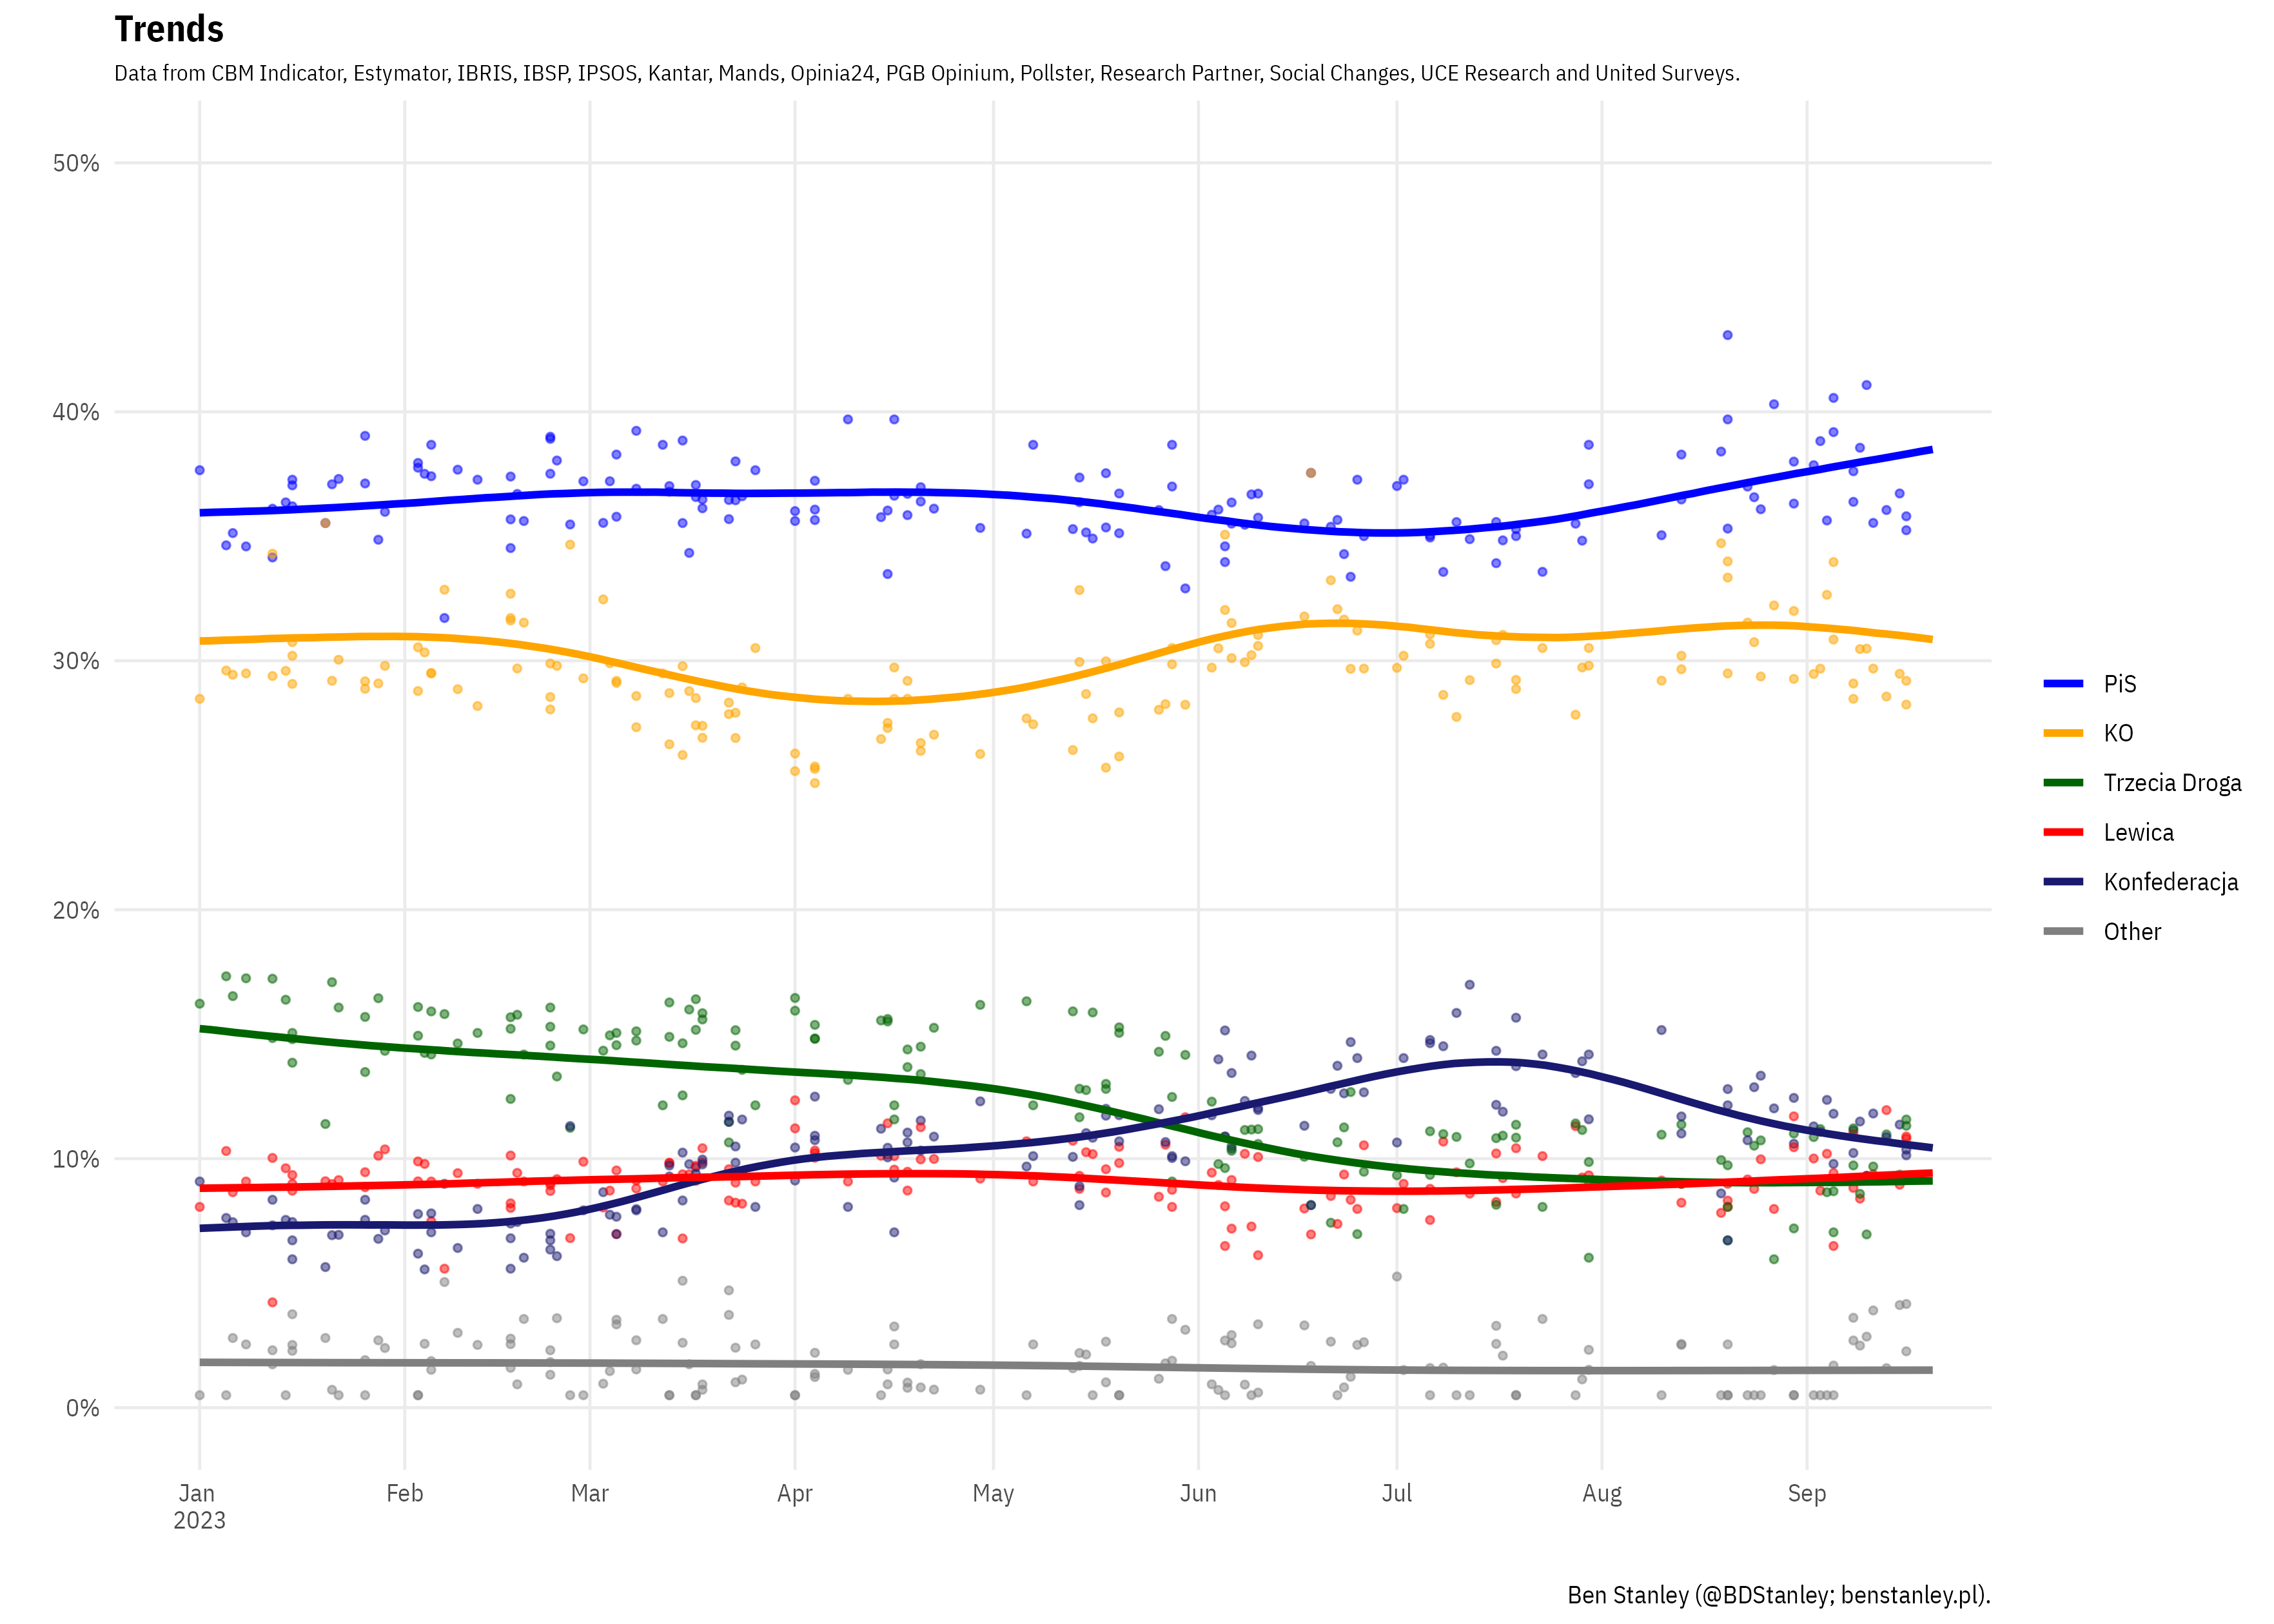 Trends
Data from CBM Indicator, Estymator, IBRIS, IBSP, IPSOS, Kantar, Mands, Opinia24, PGB Opinium, Pollster, Research Partner, Social Changes, UCE Research and United Surveys.
50%
40%
30%
20%
10%
0%
Jan
2023
Feb
Mar
Apr
May
Jun
Jul
Aug
Sep
PiS
KO
Trzecia Droga
Lewica
Konfederacja
Other
Ben Stanley (@BDStanley; benstanley.pl).